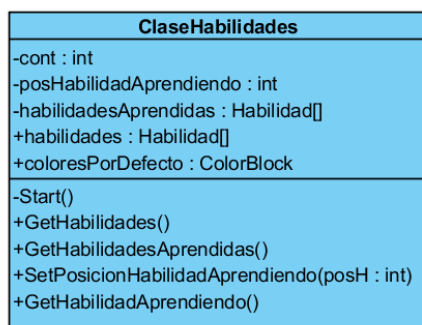 ClaseHabilidades
-cont : int
-posHabilidadAprendiendo : int
-habilidadesAprendidas : Habilidad[]
+habilidades : Habilidad[]
+coloresPorDefecto : ColorBlock
-Start()
+GetHabilidades()
+GetHabilidadesAprendidas()
+SetPosicionHabilidadAprendiendo(posH : int)
+GetHabilidadAprendiendo()